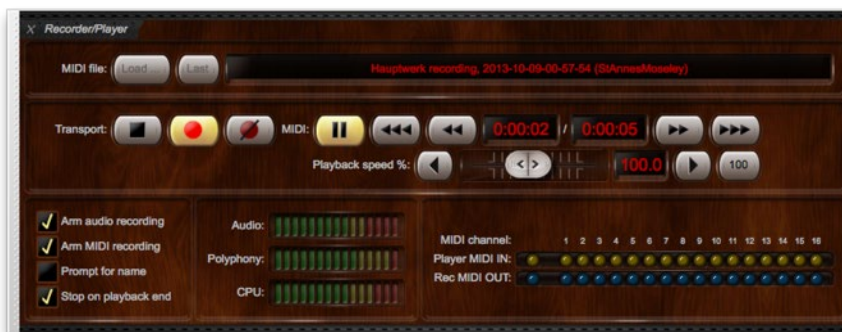 X Recorder/Player
MIDI file: Load ... Last Hauptwerk recording, 2013-10-09-00-57-54 (StAnnesMoseley)
Transport: MIDI: 0:00:02 / 0:00:05
Playback speed %: < > 100.0 100
Arm audio recording
Arm MIDI recording
Prompt for name
Stop on playback end
Audio:
Polyphony:
CPU:
MIDI channel: 1 2 3 4 5 6 7 8 9 10 11 12 13 14 15 16
Player MIDI IN:
Rec MIDI OUT: